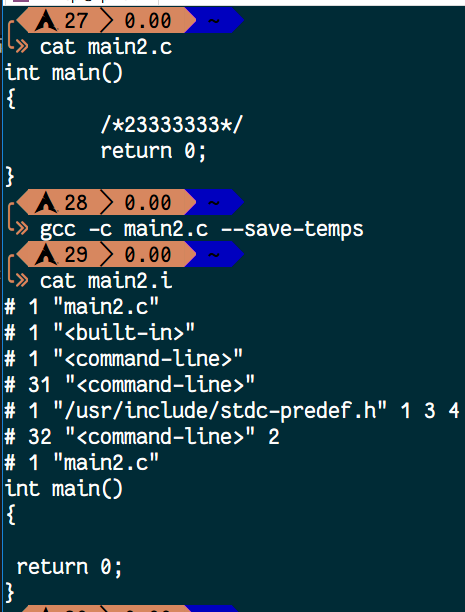 27 0.00 ~
cat main2.c
int main()
{
/*23333333*/
return 0;
}
28 0.00 ~
gcc -c main2.c --save-temps
29 0.00 ~
cat main2.i
# 1 "main2.c"
# 1 "<built-in>"
# 1 "<command-line>"
# 31 "<command-line>"
# 1 "/usr/include/stdc-predef.h" 1 3 4
# 32 "<command-line>" 2
# 1 "main2.c"
int main()
{
return 0;
}